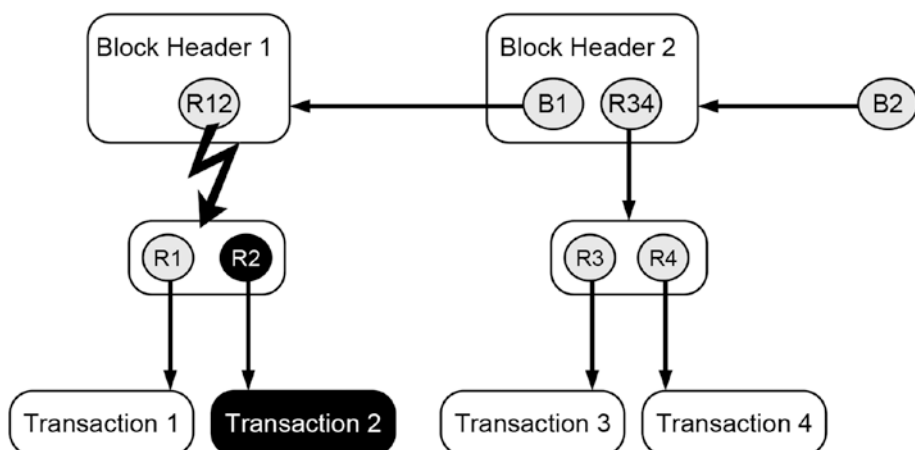 Block Header 1
Block Header 2
R12
B1
R34
B2
R1
R2
R3
R4
Transaction 1
Transaction 2
Transaction 3
Transaction 4